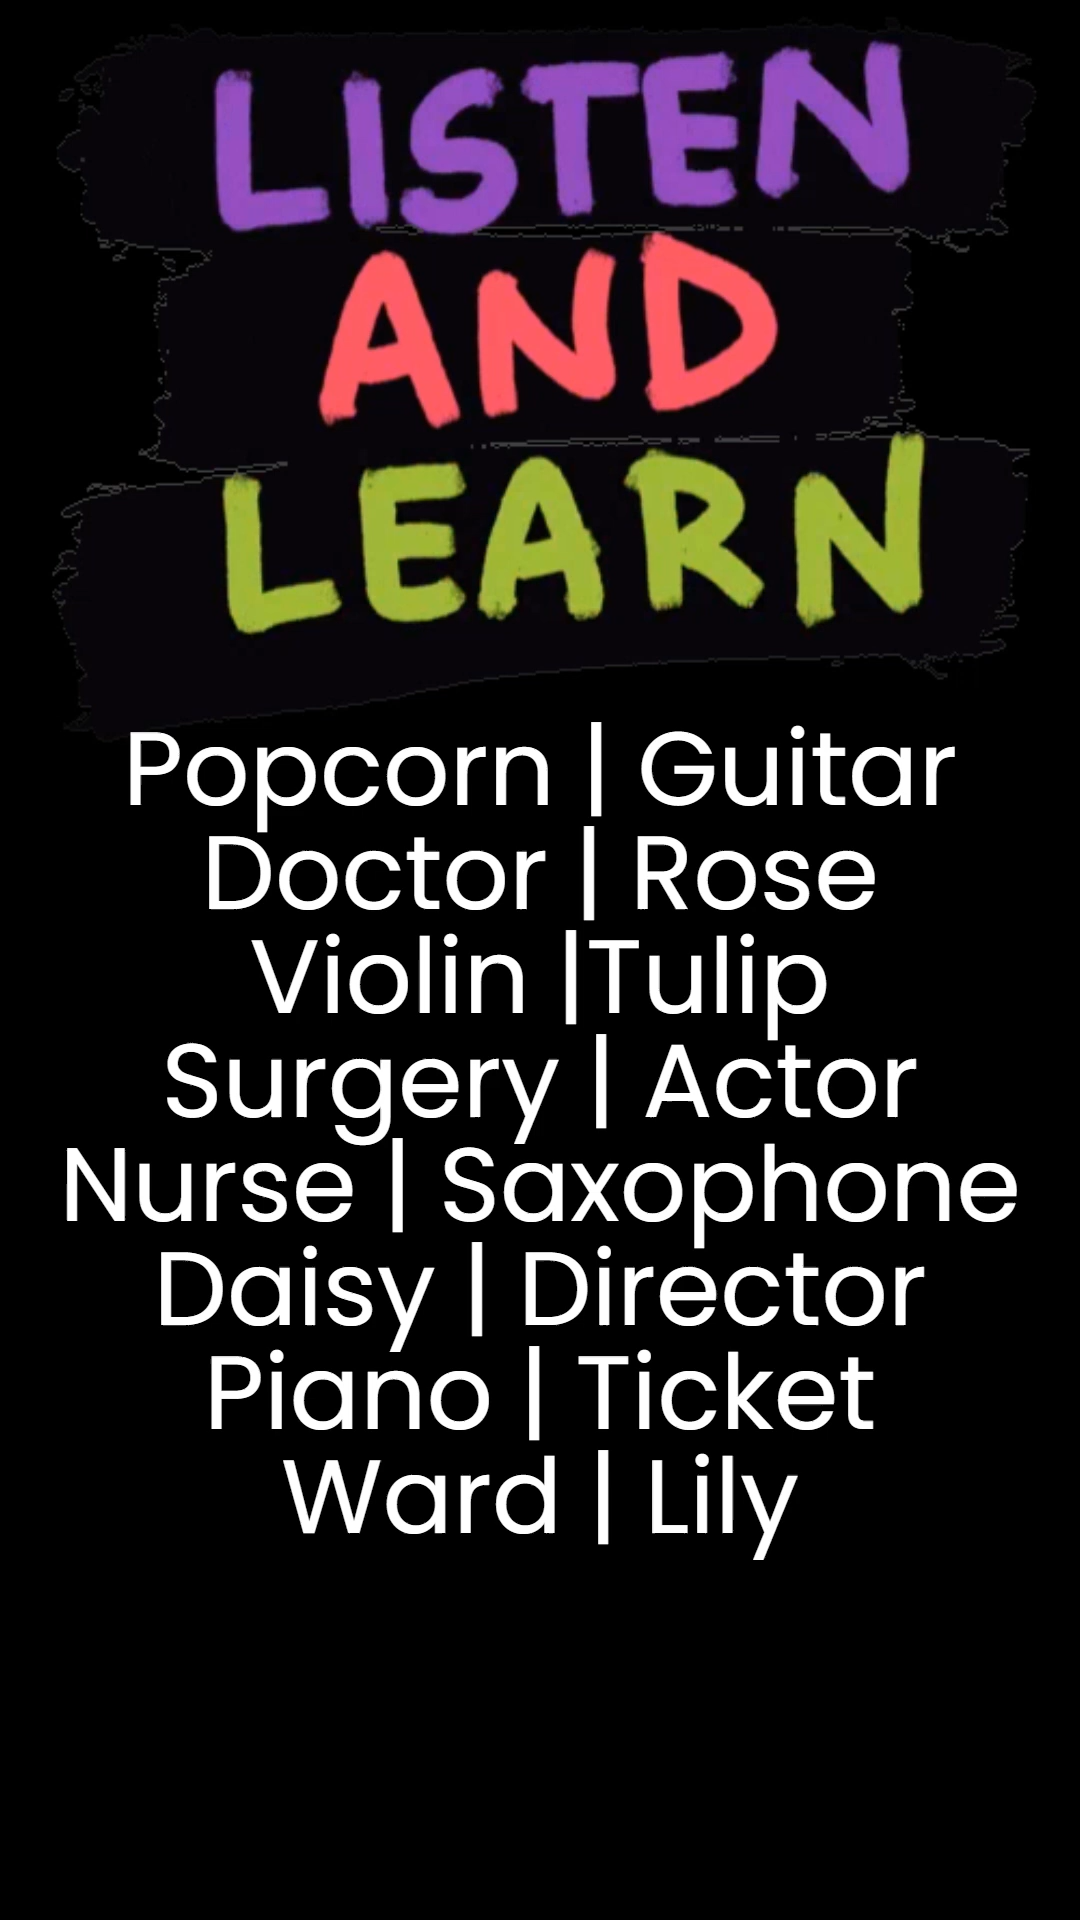 LISTEN
AND
LEARN
Popcorn | Guitar
Doctor | Rose
Violin |Tulip
Surgery | Actor
Nurse | Saxophone
Daisy | Director
Piano | Ticket
Ward | Lily